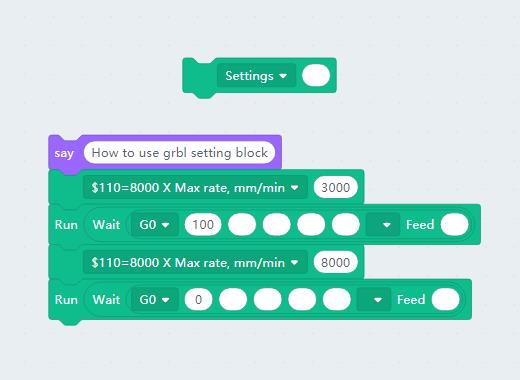 Settings
say How to use grbl setting block
$110=8000 X Max rate, mm/min 3000
Run Wait G0 100 Feed
$110=8000 X Max rate, mm/min 8000
Run Wait G0 0 Feed